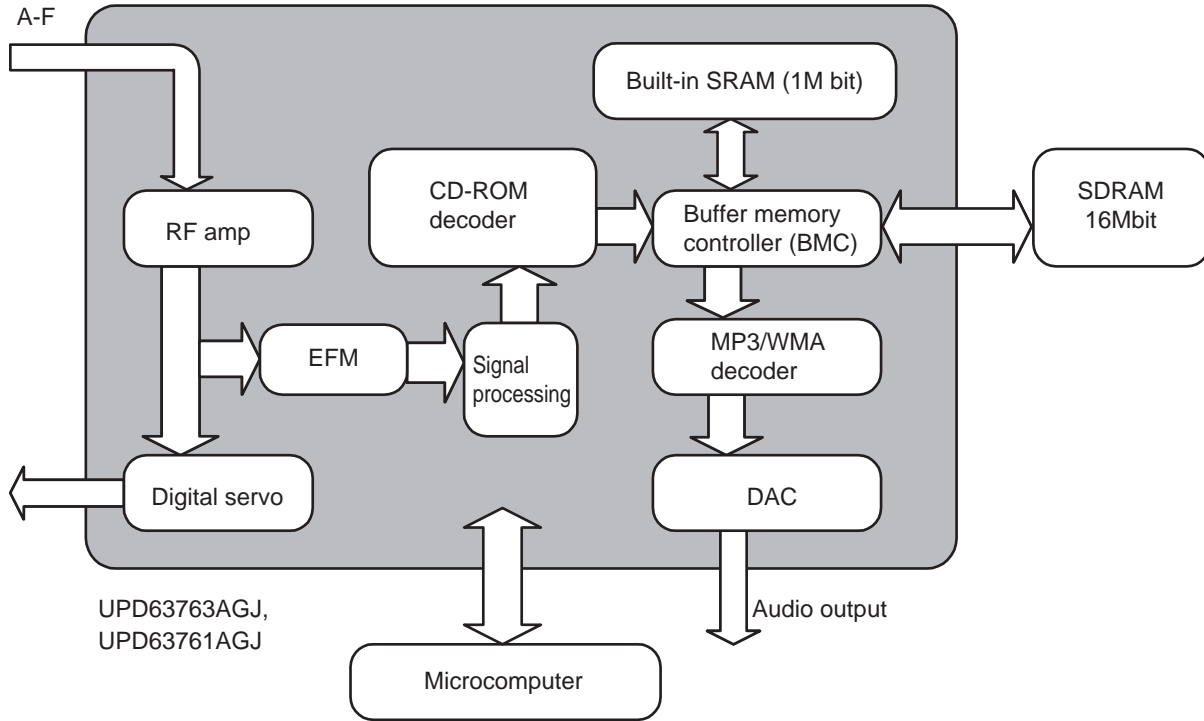 A-F
Built-in SRAM (1M bit)
CD-ROM
decoder
SDRAM
16Mbit
RF amp
Buffer memory
controller (BMC)
EFM
Signal
processing
MP3/WMA
decoder
Digital servo
DAC
UPD63763AGJ,
UPD63761AGJ
Audio output
Microcomputer